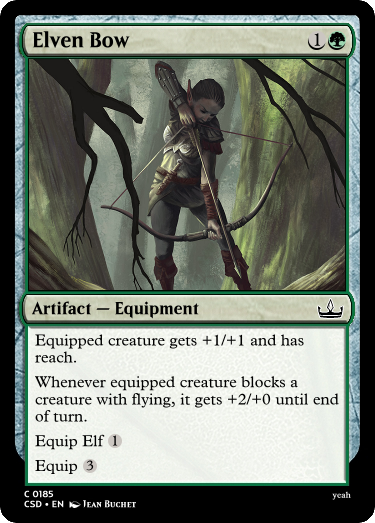 Elven Bow 1
Artifact — Equipment
Equipped creature gets +1/+1 and has
reach.
Whenever equipped creature blocks a
creature with flying, it gets +2/+0 until end
of turn.
Equip Elf 1
Equip 3
C 0185
CSD • EN Jean Buchet
yeah